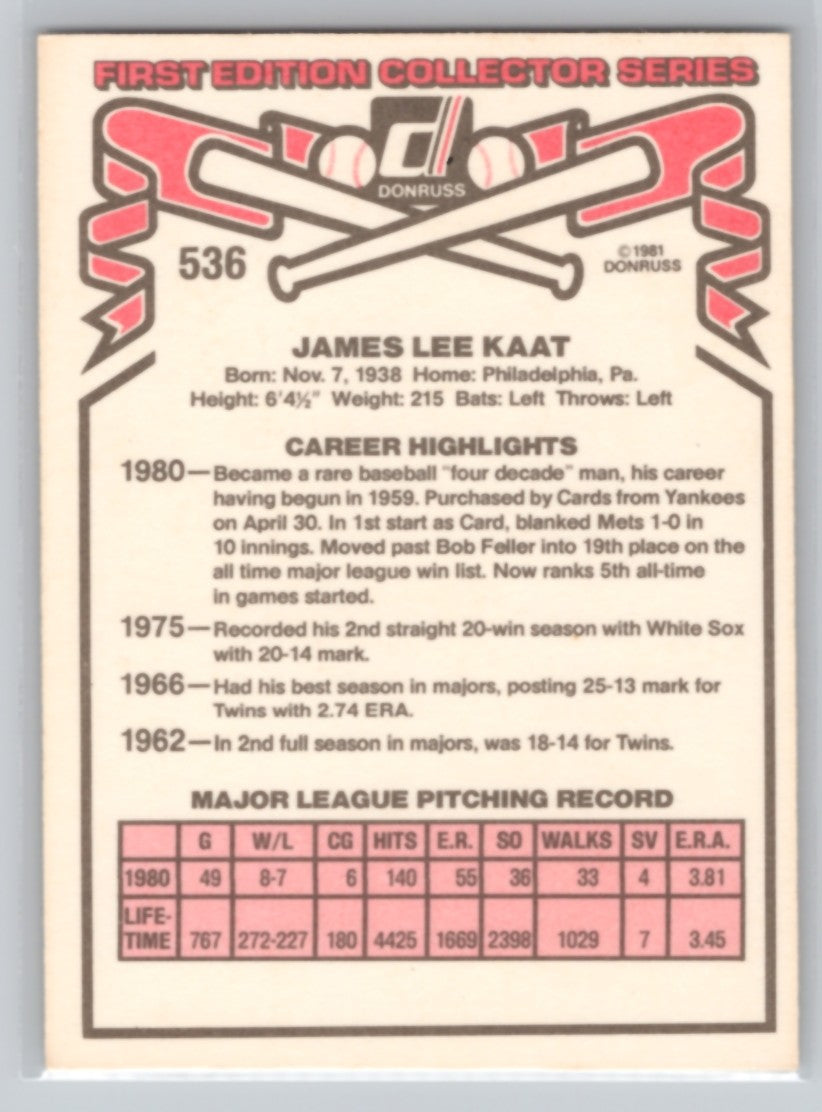 FIRST EDITION COLLECTOR SERIES
d
DONRUSS
536
©1981
DONRUSS
JAMES LEE KAAT
Born: Nov. 7, 1938 Home: Philadelphia, Pa.
Height: 6'4½" Weight: 215 Bats: Left Throws: Left
CAREER HIGHLIGHTS
1980—Became a rare baseball "four decade" man, his career
having begun in 1959. Purchased by Cards from Yankees
on April 30. In 1st start as Card, blanked Mets 1-0 in
10 innings. Moved past Bob Feller into 19th place on the
all time major league win list. Now ranks 5th all-time
in games started.
1975—Recorded his 2nd straight 20-win season with White Sox
with 20-14 mark.
1966—Had his best season in majors, posting 25-13 mark for
Twins with 2.74 ERA.
1962—In 2nd full season in majors, was 18-14 for Twins.
MAJOR LEAGUE PITCHING RECORD
G W/L CG HITS E.R. SO WALKS SV E.R.A.
1980 49 8-7 6 140 55 36 33 4 3.81
LIFE-
TIME 767 272-227 180 4425 1669 2398 1029 7 3.45